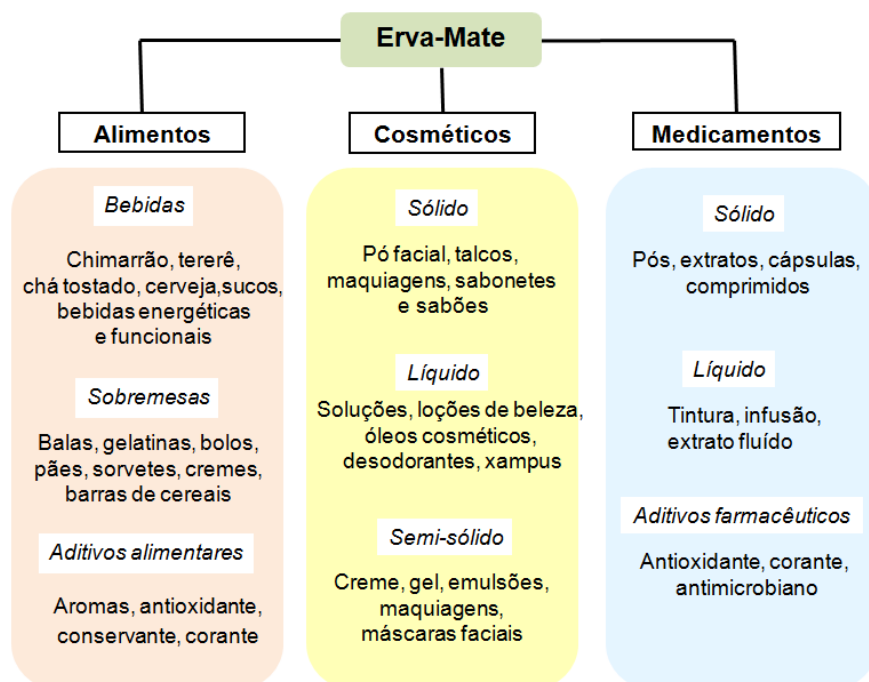 Erva-Mate
Alimentos
Bebidas
Chimarrão, tererê,
chá tostado, cerveja,sucos,
bebidas energéticas
e funcionais
Sobremesas
Balas, gelatinas, bolos,
pães, sorvetes, cremes,
barras de cereais
Aditivos alimentares
Aromas, antioxidante,
conservante, corante
Cosméticos
Sólido
Pó facial, talcos,
maquiagens, sabonetes
e sabões
Líquido
Soluções, loções de beleza,
óleos cosméticos,
desodorantes, xampus
Semi-sólido
Creme, gel, emulsões,
maquiagens,
máscaras faciais
Medicamentos
Sólido
Pós, extratos, cápsulas,
comprimidos
Líquido
Tintura, infusão,
extrato fluído
Aditivos farmacêuticos
Antioxidante, corante,
antimicrobiano